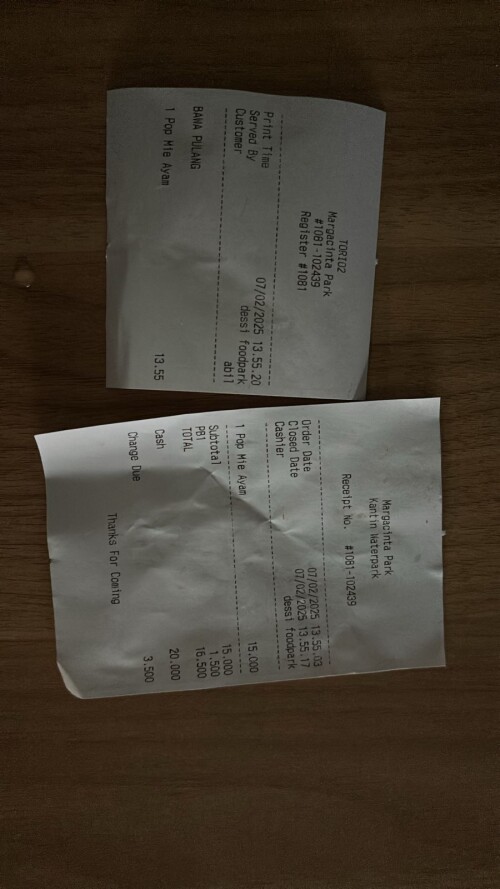 TORIO2
Margacinta Park
#1081-102439
Register #1081
Print Time 07/02/2025 13.55.20
Served By dessi foodpark
Customer abil
BAWA PULANG
1 Pop Mie Ayam 13.55
Margacinta Park
Kantin Waterpark
Receipt No. #1081-102439
Order Date 07/02/2025 13.55.03
Closed Date 07/02/2025 13.55.17
Cashier dessi foodpark
1 Pop Mie Ayam 15.000
Subtotal 15.000
PB1 1.500
TOTAL 16.500
Cash 20.000
Change Due 3.500
Thanks For Coming